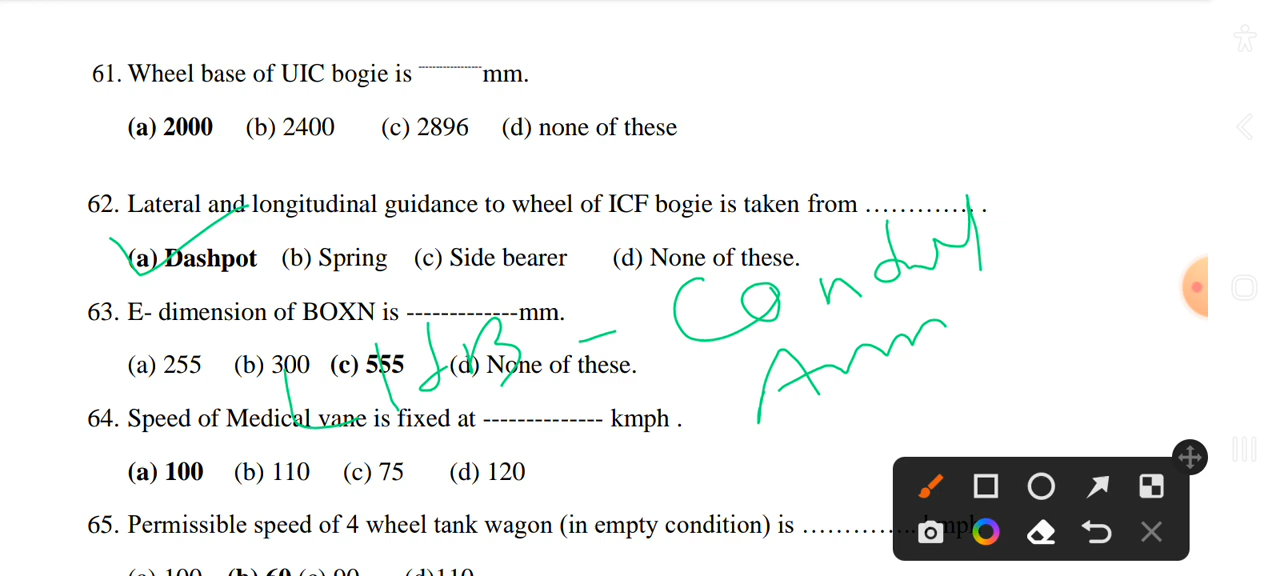 61. Wheel base of UIC bogie is ---------------mm.
(a) 2000 (b) 2400 (c) 2896 (d) none of these
62. Lateral and longitudinal guidance to wheel of ICF bogie is taken from ………….. .
(a) Dashpot (b) Spring (c) Side bearer (d) None of these.
63. E- dimension of BOXN is -------------mm.
(a) 255 (b) 300 (c) 555 (d) None of these.
64. Speed of Medical vane is fixed at -------------- kmph .
(a) 100 (b) 110 (c) 75 (d) 120
65. Permissible speed of 4 wheel tank wagon (in empty condition) is